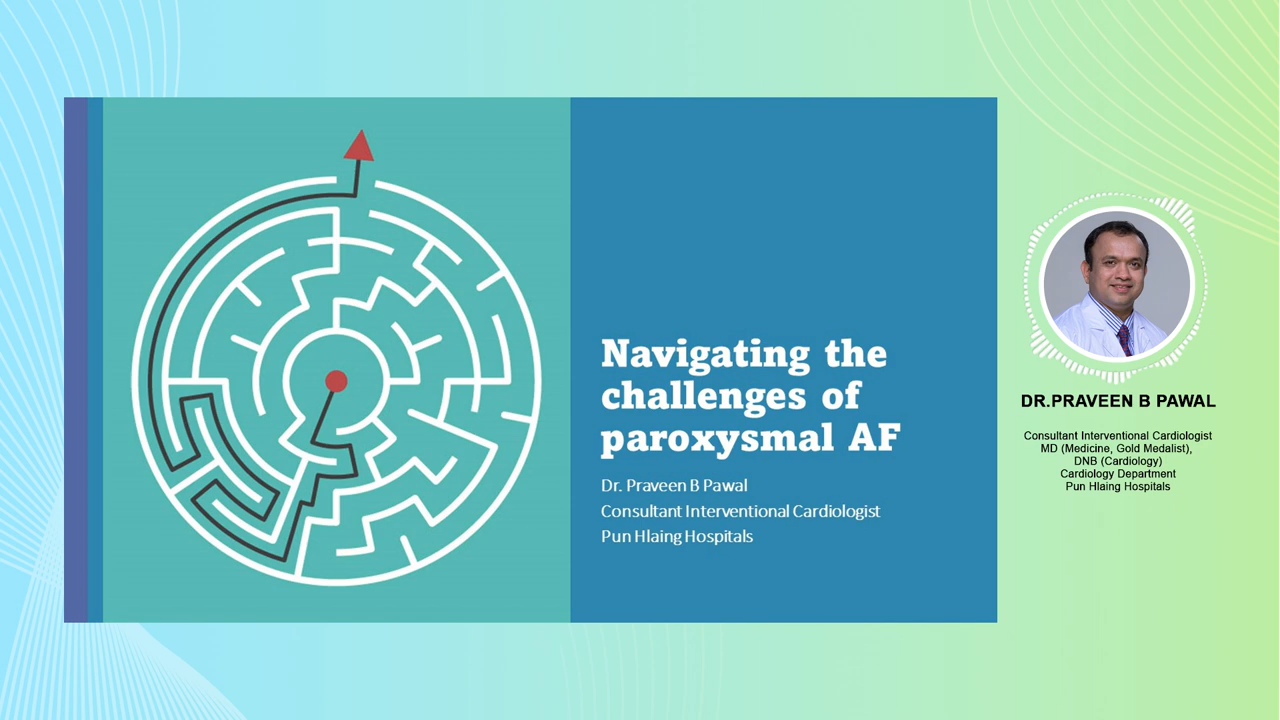 Navigating the
challenges of
paroxysmal AF
Dr. Praveen B Pawal
Consultant Interventional Cardiologist
Pun Hlaing Hospitals
DR.PRAVEEN B PAWAL
Consultant Interventional Cardiologist
MD (Medicine, Gold Medalist),
DNB (Cardiology)
Cardiology Department
Pun Hlaing Hospitals